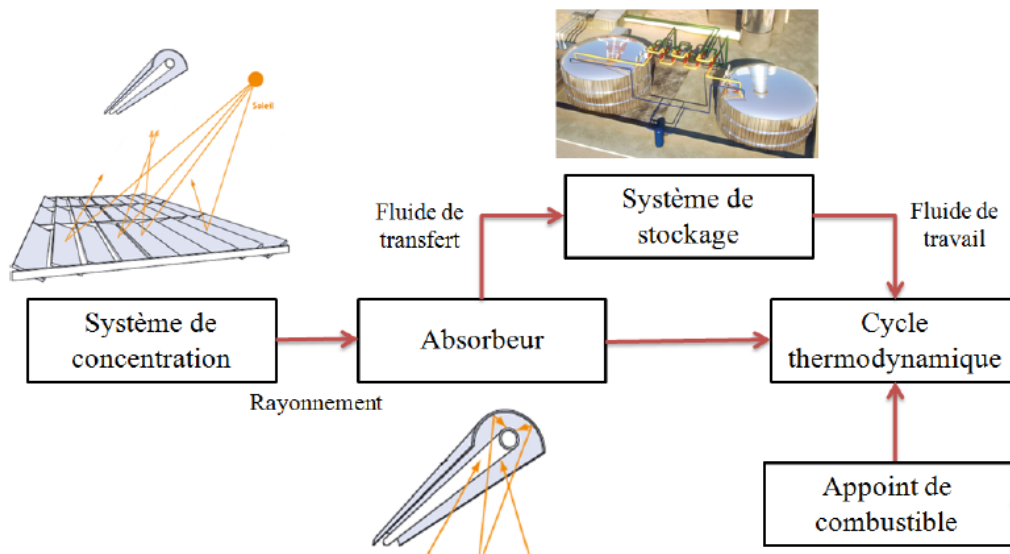 Soleil
Fluide de
transfert
Système de
stockage
Fluide de
travail
Système de
concentration
Absorbeur
Cycle
thermodynamique
Rayonnement
Appoint de
combustible